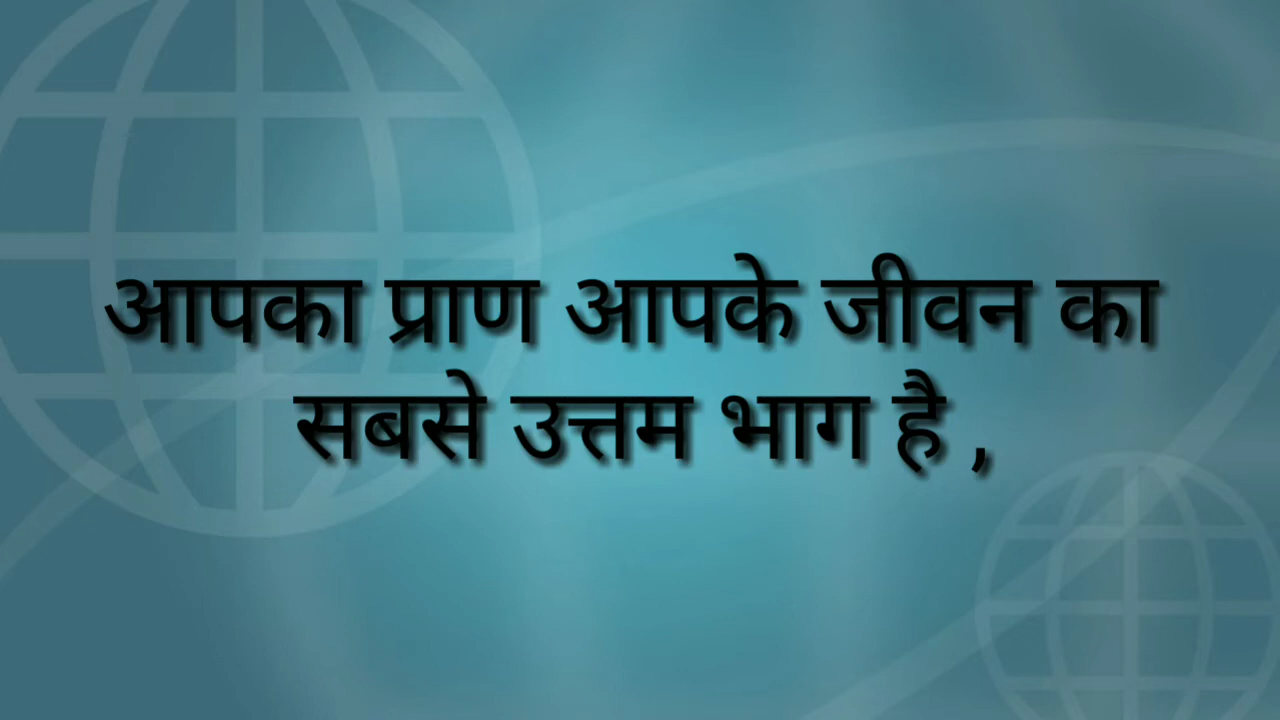 आपका प्राण आपके जीवन का
सबसे उत्तम भाग है ,